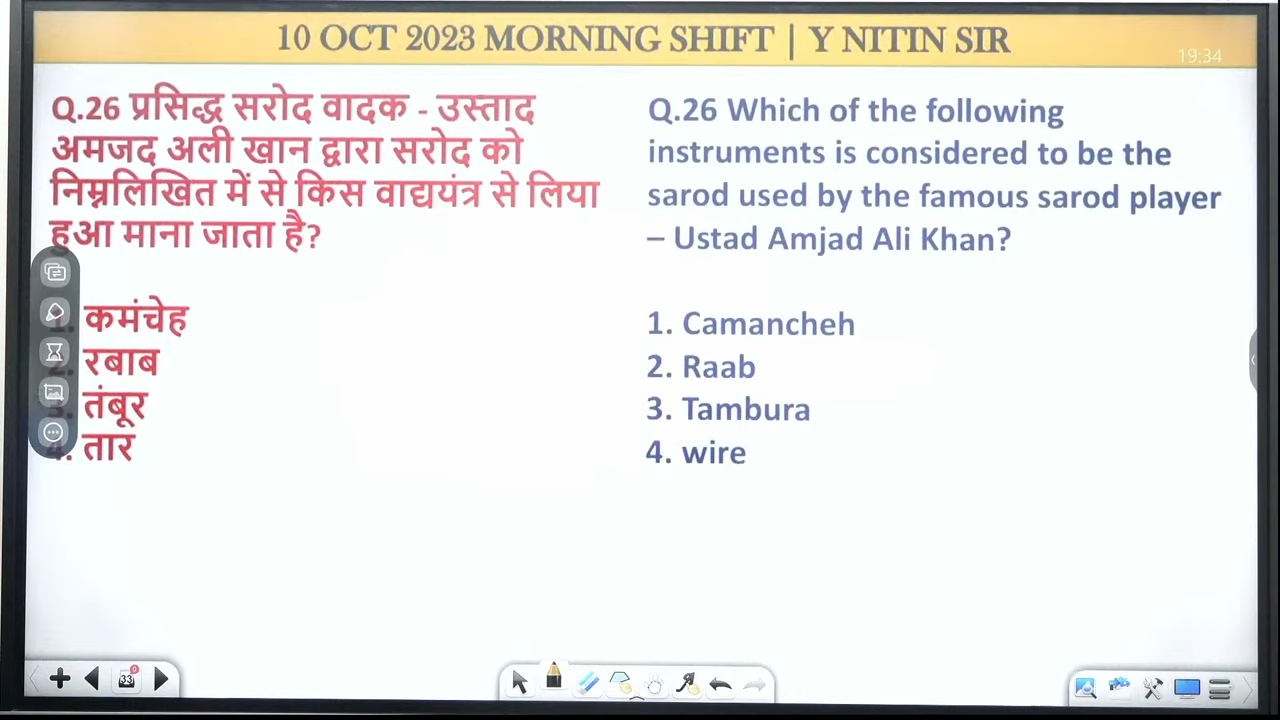 10 OCT 2023 MORNING SHIFT | Y NITIN SIR
19:34
Q.26 प्रसिद्ध सरोद वादक - उस्ताद
अमजद अली खान द्वारा सरोद को
निम्नलिखित में से किस वाद्ययंत्र से लिया
हुआ माना जाता है?
कमंचेह
रबाब
तंबूर
4. तार
Q.26 Which of the following
instruments is considered to be the
sarod used by the famous sarod player
– Ustad Amjad Ali Khan?
1. Camancheh
2. Raab
3. Tambura
4. wire
33
0